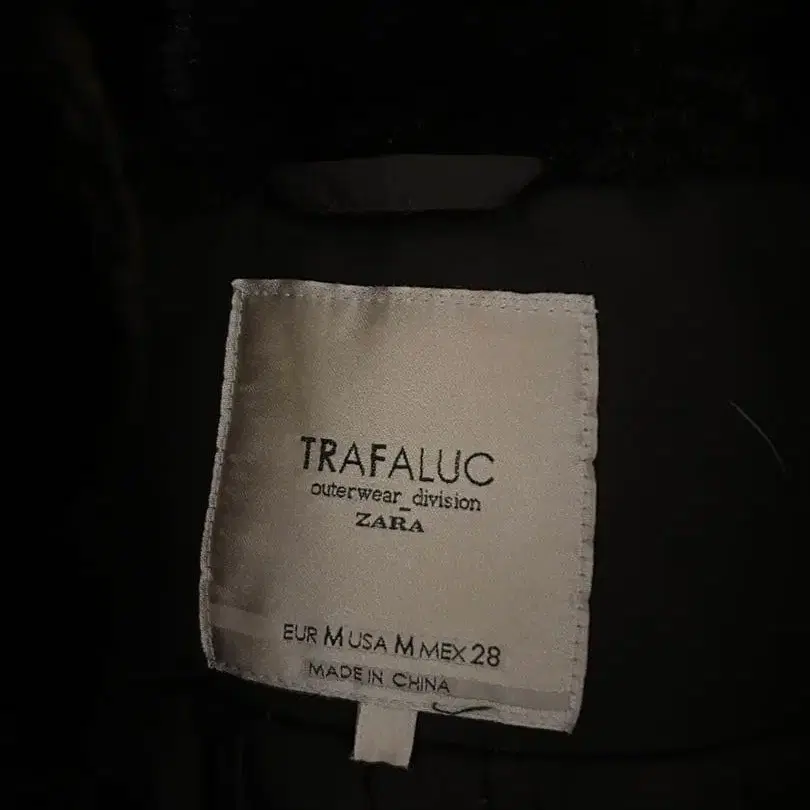 TRAFALUC
outerwear_division
ZARA
EUR M USA M MEX 28
MADE IN CHINA